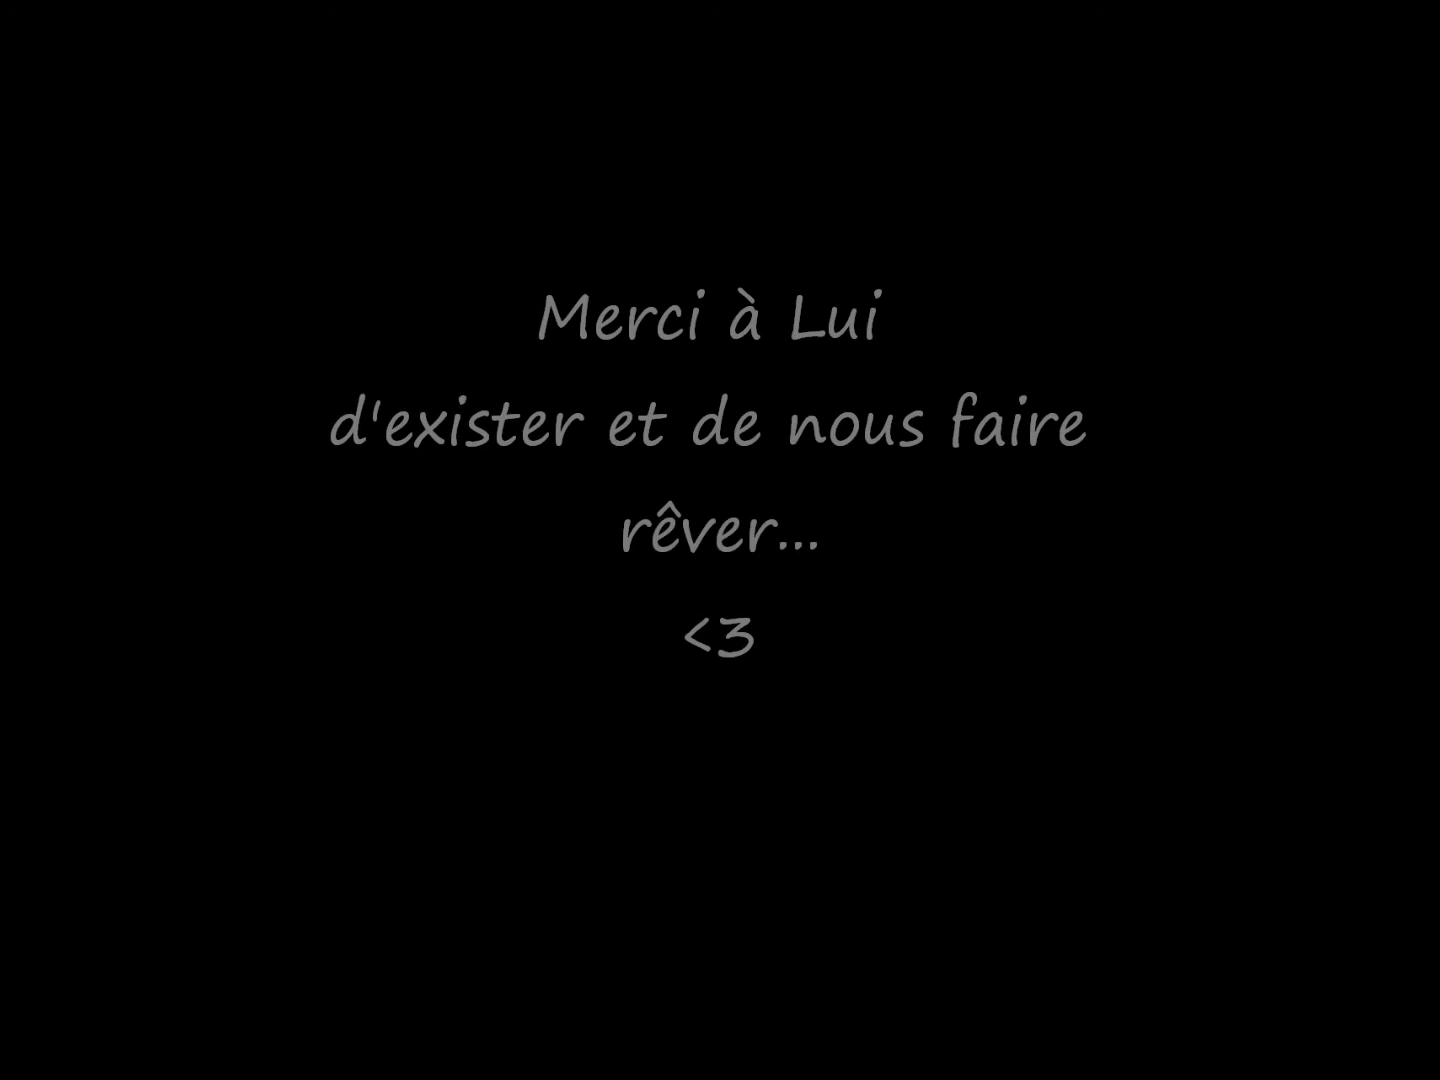 Merci à Lui
d'exister et de nous faire
rêver...
<3